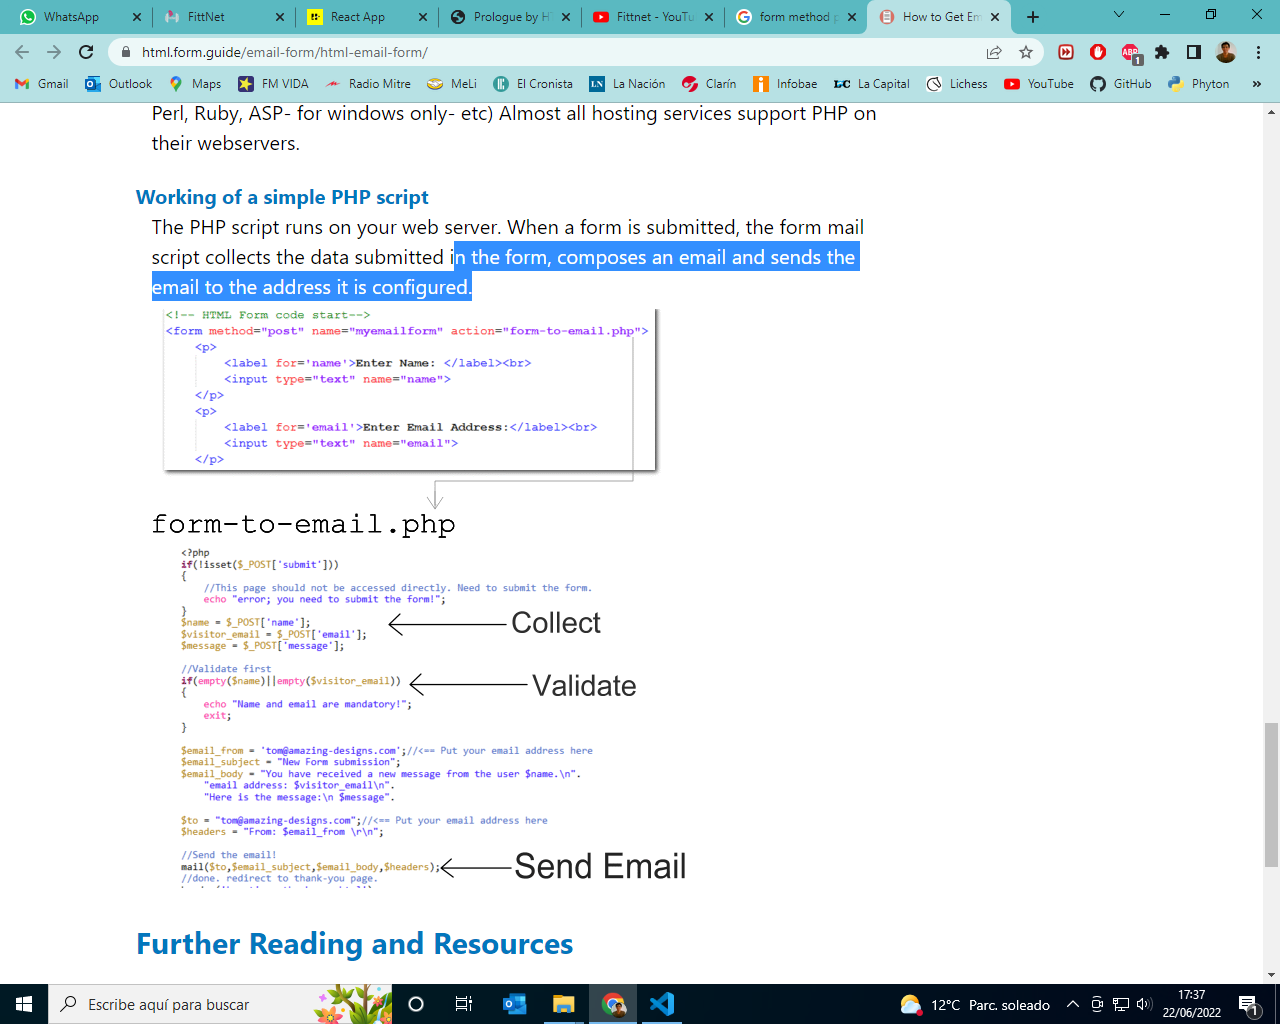 WhatsApp
FittNet
React App
Prologue by HT
Fittnet - YouTu
form method p
How to Get Em
html.form.guide/email-form/html-email-form/
ABP
1
Gmail
Outlook
Maps
FM VIDA
Radio Mitre
MeLi
El Cronista
LN La Nación
Clarín
Infobae
LC La Capital
Lichess
YouTube
GitHub
Phyton
»
Perl, Ruby, ASP- for windows only- etc) Almost all hosting services support PHP on
their webservers.
Working of a simple PHP script
The PHP script runs on your web server. When a form is submitted, the form mail
script collects the data submitted in the form, composes an email and sends the
email to the address it is configured.
<!-- HTML Form code start-->
<form method="post" name="myemailform" action="form-to-email.php">
<p>
<label for='name'>Enter Name: </label><br>
<input type="text" name="name">
</p>
<p>
<label for='email'>Enter Email Address:</label><br>
<input type="text" name="email">
</p>
form-to-email.php
<?php
if(!isset($_POST['submit']))
{
//This page should not be accessed directly. Need to submit the form.
echo "error; you need to submit the form!";
}
$name = $_POST['name'];
Collect
$visitor_email = $_POST['email'];
$message = $_POST['message'];
//Validate first
if(empty($name)||empty($visitor_email))
Validate
{
echo "Name and email are mandatory!";
exit;
}
$email_from = 'tom@amazing-designs.com';//<== Put your email address here
$email_subject = "New Form submission";
$email_body = "You have received a new message from the user $name.\n".
"email address: $visitor_email\n".
"Here is the message:\n $message".
$to = "tom@amazing-designs.com";//<== Put your email address here
$headers = "From: $email_from \r\n";
//Send the email!
mail($to,$email_subject,$email_body,$headers);
Send Email
//done. redirect to thank-you page.
Further Reading and Resources
Escribe aquí para buscar
12°C Parc. soleado
17:37
22/06/2022
1